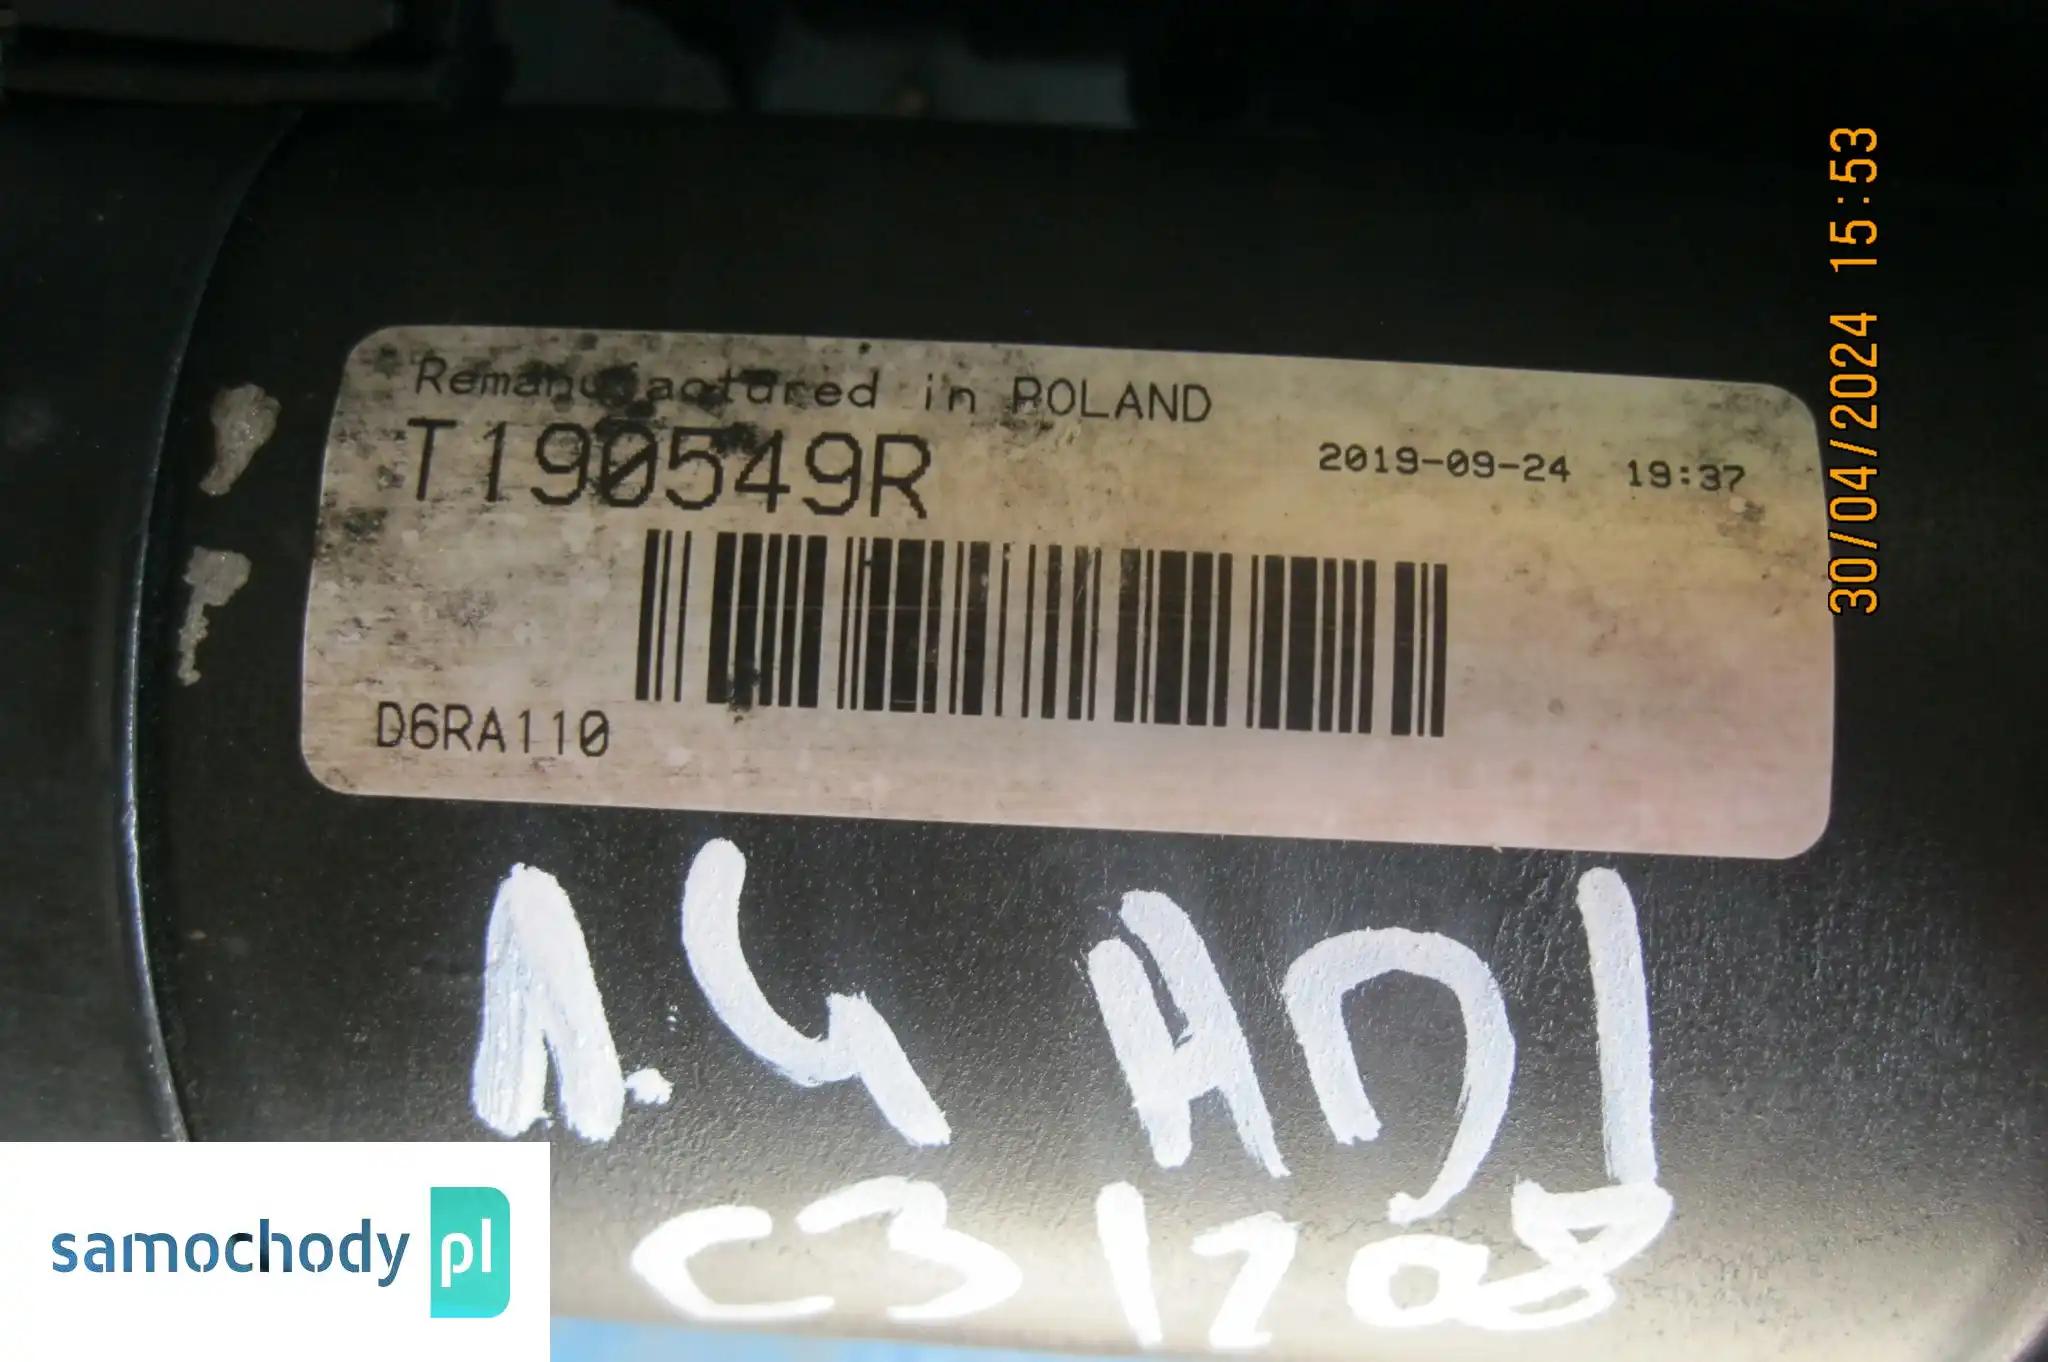 Remanufactured in POLAND
T190549R
2019-09-24 19:37
D6RA110
1.4 HDI
C3 1208
30/04/2024 15:53
samochody pl